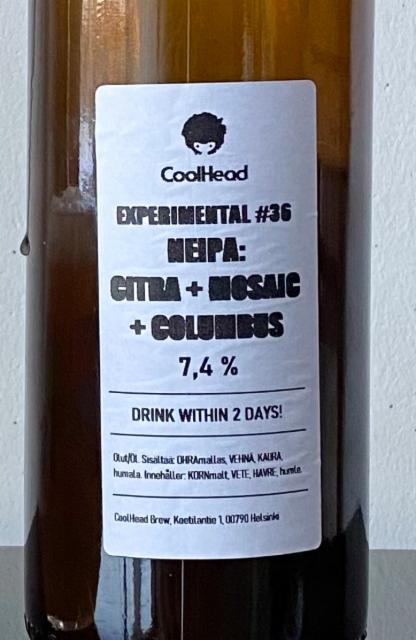 CoolHead
EXPERIMENTAL #36
NEIPA:
CITRA + MOSAIC
+ COLUMBUS
7,4 %
DRINK WITHIN 2 DAYS!
Olut/Öl. Sisältää: OHRAmallas, VEHNÄ, KAURA,
humala. Innehåller: KORNmalt, VETE, HAVRE, humle.
CoolHead Brew, Kaetilantie 1, 00790 Helsinki